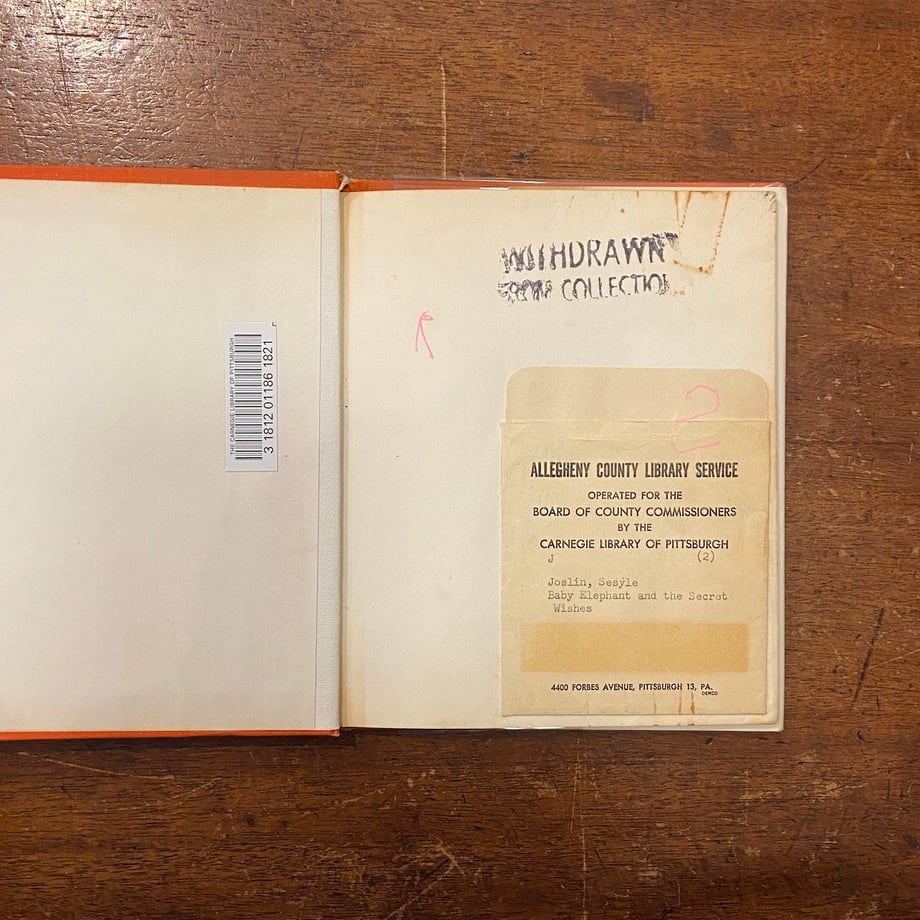 THE CARNEGIE LIBRARY OF PITTSBURGH
3 1812 01186 1821
WITHDRAWN
FROM COLLECTION
R
2
ALLEGHENY COUNTY LIBRARY SERVICE
OPERATED FOR THE
BOARD OF COUNTY COMMISSIONERS
BY THE
CARNEGIE LIBRARY OF PITTSBURGH
J (2)
Joslin, Sesyle
Baby Elephant and the Secret
Wishes
4400 FORBES AVENUE, PITTSBURGH 13, PA.
DEMCO